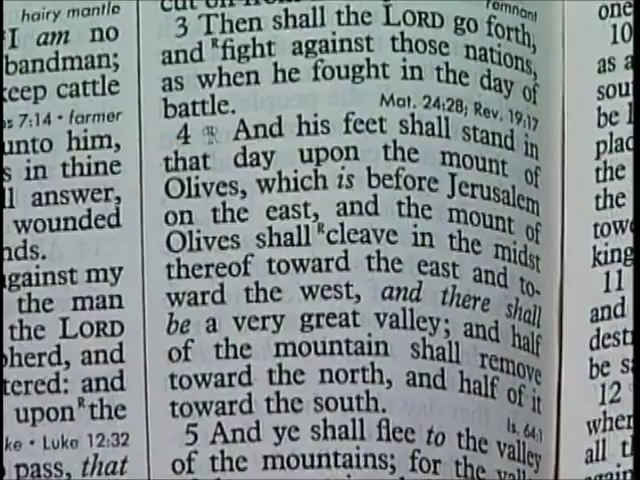 hairy mantle
I am no
bandman;
keep cattle
7:14 • farmer
unto him,
s in thine
answer,
wounded
nds.
against my
the man
the LORD
pherd, and
tered: and
upon R the
ke • Luke 12:32
pass, that
cut off from
remnant
3 Then shall the LORD go forth,
and R fight against those nations,
as when he fought in the day of
battle.
Mat. 24:28; Rev. 19:17
4 And his feet shall stand in
that day upon the mount of
Olives, which is before Jerusalem
on the east, and the mount of
Olives shall R cleave in the midst
thereof toward the east and to-
ward the west, and there shall
be a very great valley; and half
of the mountain shall remove
toward the north, and half of it
toward the south.
Is. 64:1
5 And ye shall flee to the valley
of the mountains; for the
one
10
as a
sou
be l
plac
the
the
tow
king
11
and
dest
be s
12
wher
all t